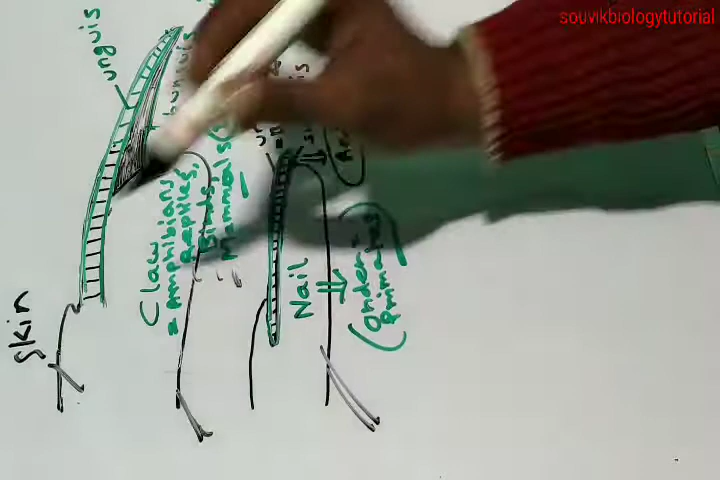 souvikbiologytutorial
skin
unguis
Claw
= Amphibians
Reptiles,
Birds,
Mammals
Nail
(order-
Primates)